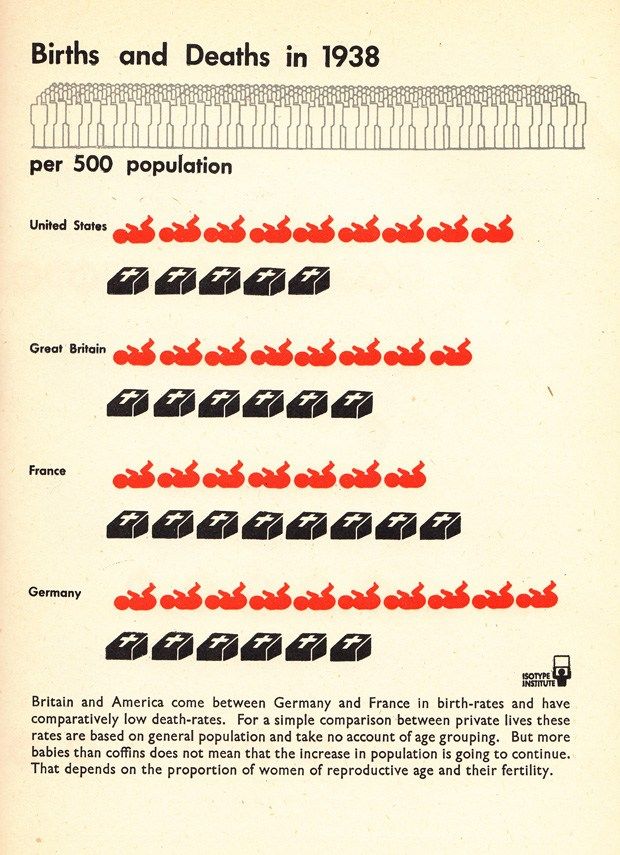 Births and Deaths in 1938
per 500 population
United States
Great Britain
France
Germany
ISOTYPE
INSTITUTE
Britain and America come between Germany and France in birth-rates and have
comparatively low death-rates. For a simple comparison between private lives these
rates are based on general population and take no account of age grouping. But more
babies than coffins does not mean that the increase in population is going to continue.
That depends on the proportion of women of reproductive age and their fertility.